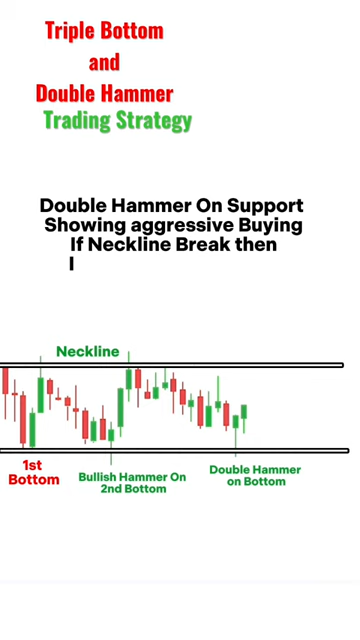 Triple Bottom
and
Double Hammer
Trading Strategy
Double Hammer On Support
Showing aggressive Buying
If Neckline Break then
I
Neckline
1st
Bottom
Bullish Hammer On
2nd Bottom
Double Hammer
on Bottom